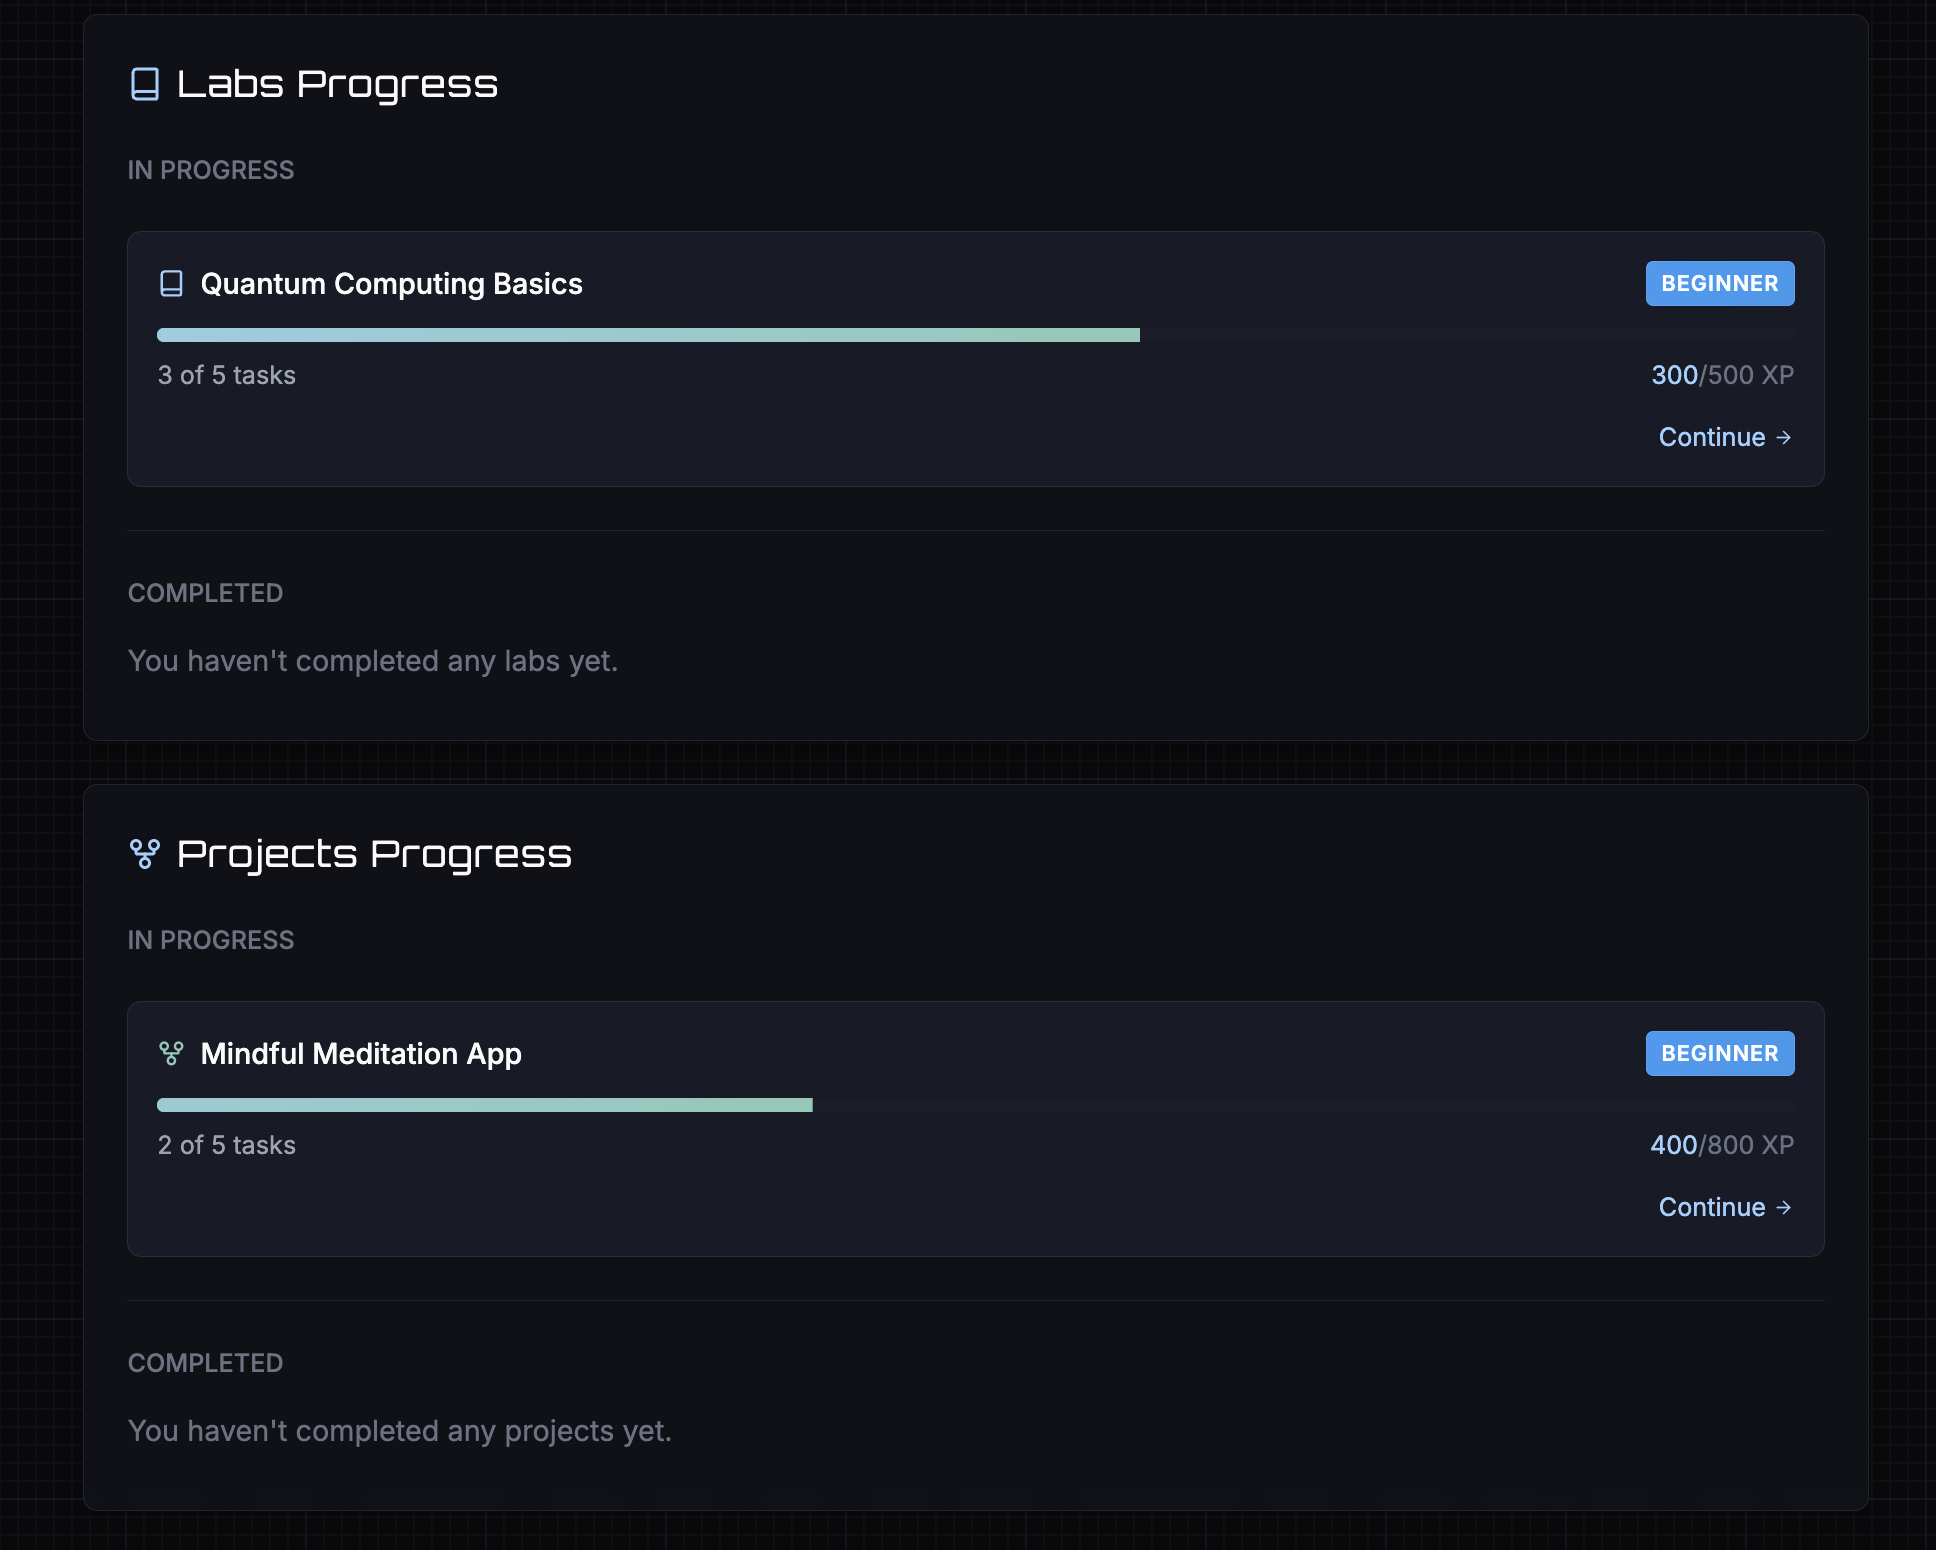 Labs Progress
IN PROGRESS
Quantum Computing Basics
BEGINNER
3 of 5 tasks
300/500 XP
Continue →
COMPLETED
You haven't completed any labs yet.
Projects Progress
IN PROGRESS
Mindful Meditation App
BEGINNER
2 of 5 tasks
400/800 XP
Continue →
COMPLETED
You haven't completed any projects yet.